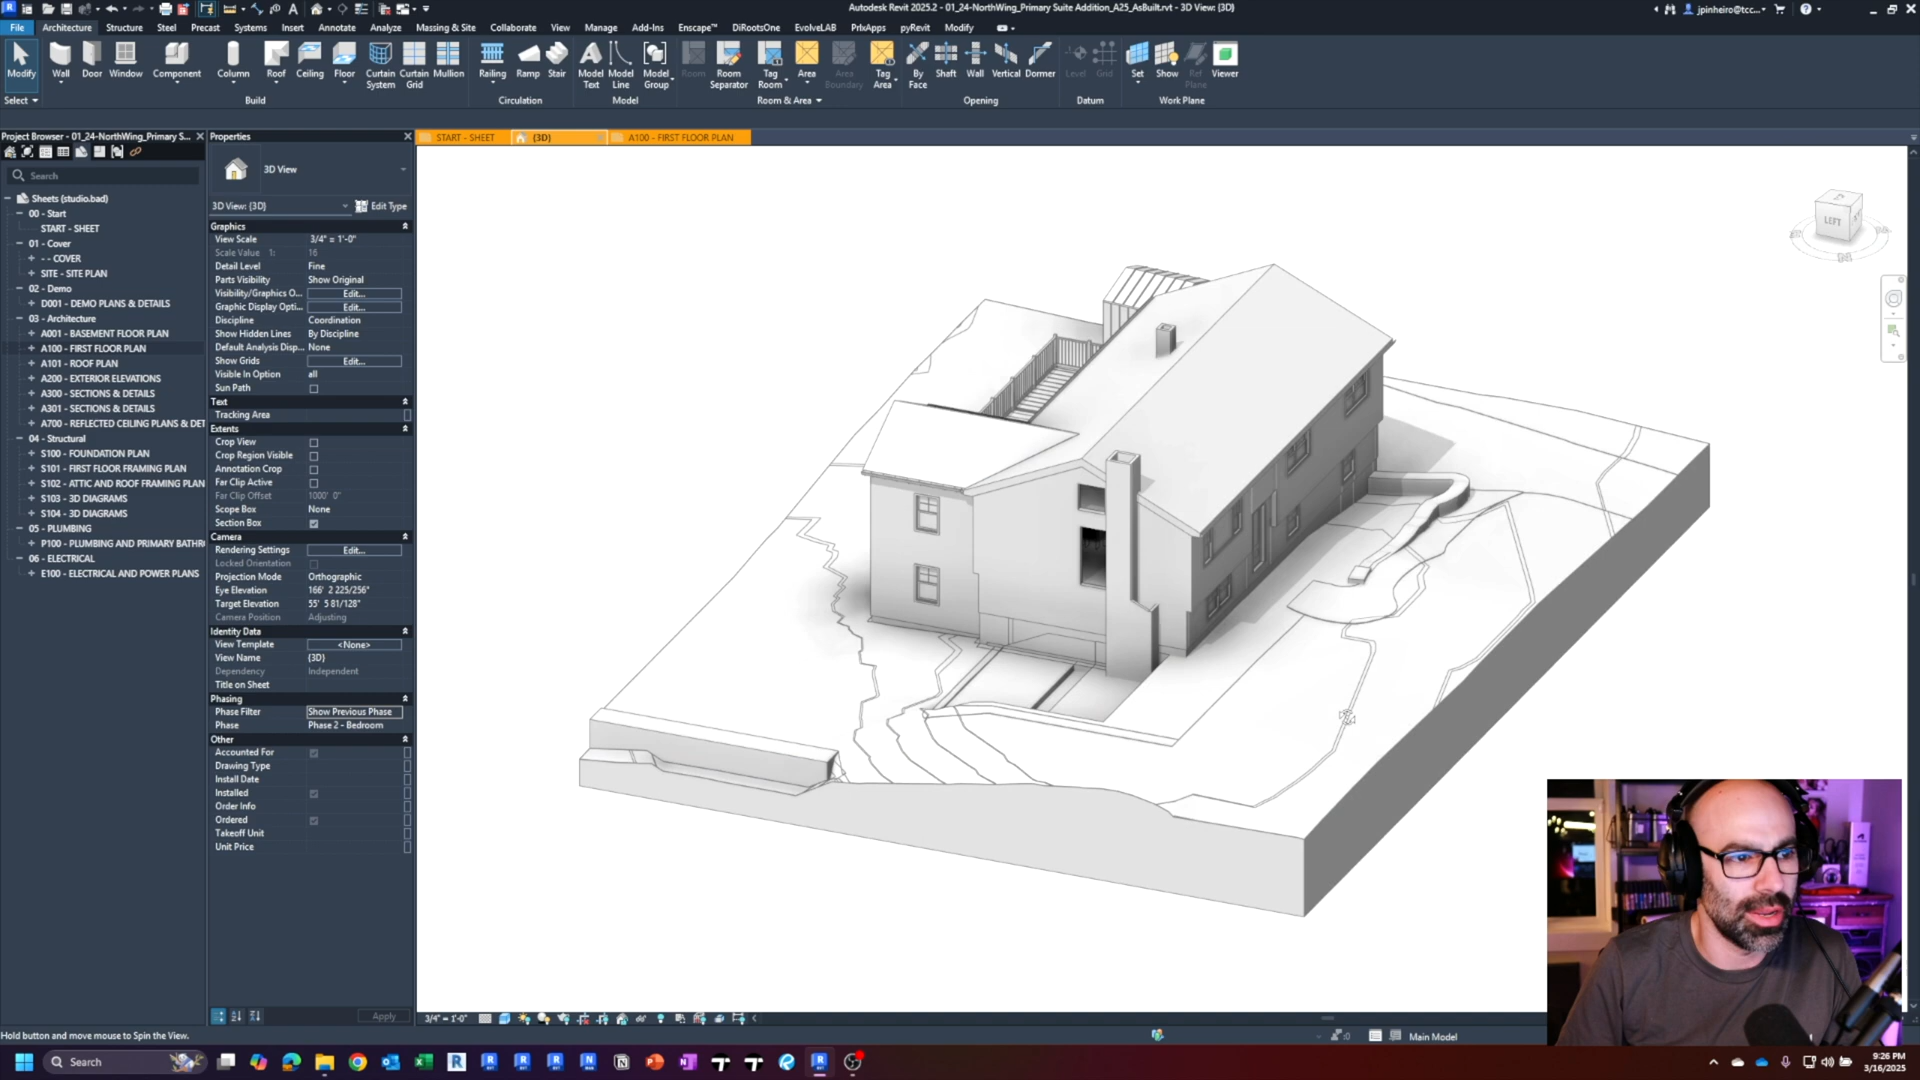 Autodesk Revit 2025.2 - 01_24-NorthWing_Primary Suite Addition_A25_AsBuilt.rvt - 3D View: {3D}
jpinheiro@tcc...
File Architecture Structure Steel Precast Systems Insert Annotate Analyze Massing & Site Collaborate View Manage Add-Ins Enscape™ DiRootsOne EvolveLAB PrlxApps pyRevit Modify
Modify Wall Door Window Component Column Roof Ceiling Floor Curtain System Curtain Grid Mullion Railing Ramp Stair Model Text Model Line Model Group Room Room Separator Tag Room Area Area Boundary Tag Area By Face Shaft Wall Vertical Dormer Level Grid Set Show Ref Plane Viewer
Select Build Circulation Model Room & Area Opening Datum Work Plane
Project Browser - 01_24-NorthWing_Primary S...
Search
Sheets (studio.bad)
00 - Start
START - SHEET
01 - Cover
- - COVER
SITE - SITE PLAN
02 - Demo
D001 - DEMO PLANS & DETAILS
03 - Architecture
A001 - BASEMENT FLOOR PLAN
A100 - FIRST FLOOR PLAN
A101 - ROOF PLAN
A200 - EXTERIOR ELEVATIONS
A300 - SECTIONS & DETAILS
A301 - SECTIONS & DETAILS
A700 - REFLECTED CEILING PLANS & DET
04 - Structural
S100 - FOUNDATION PLAN
S101 - FIRST FLOOR FRAMING PLAN
S102 - ATTIC AND ROOF FRAMING PLAN
S103 - 3D DIAGRAMS
S104 - 3D DIAGRAMS
05 - PLUMBING
P100 - PLUMBING AND PRIMARY BATHR
06 - ELECTRICAL
E100 - ELECTRICAL AND POWER PLANS
Properties
3D View
3D View: {3D} Edit Type
Graphics
View Scale 3/4" = 1'-0"
Scale Value 1: 16
Detail Level Fine
Parts Visibility Show Original
Visibility/Graphics O... Edit...
Graphic Display Opti... Edit...
Discipline Coordination
Show Hidden Lines By Discipline
Default Analysis Disp... None
Show Grids Edit...
Visible In Option all
Sun Path
Text
Tracking Area
Extents
Crop View
Crop Region Visible
Annotation Crop
Far Clip Active
Far Clip Offset 1000' 0"
Scope Box None
Section Box
Camera
Rendering Settings Edit...
Locked Orientation
Projection Mode Orthographic
Eye Elevation 166' 2 225/256"
Target Elevation 55' 5 81/128"
Camera Position Adjusting
Identity Data
View Template <None>
View Name {3D}
Dependency Independent
Title on Sheet
Phasing
Phase Filter Show Previous Phase
Phase Phase 2 - Bedroom
Other
Accounted For
Drawing Type
Install Date
Installed
Order Info
Ordered
Takeoff Unit
Unit Price
Apply
START - SHEET {3D} A100 - FIRST FLOOR PLAN
LEFT
3/4" = 1'-0"
Hold button and move mouse to Spin the View.
:0 Main Model
Search
9:26 PM
3/16/2025